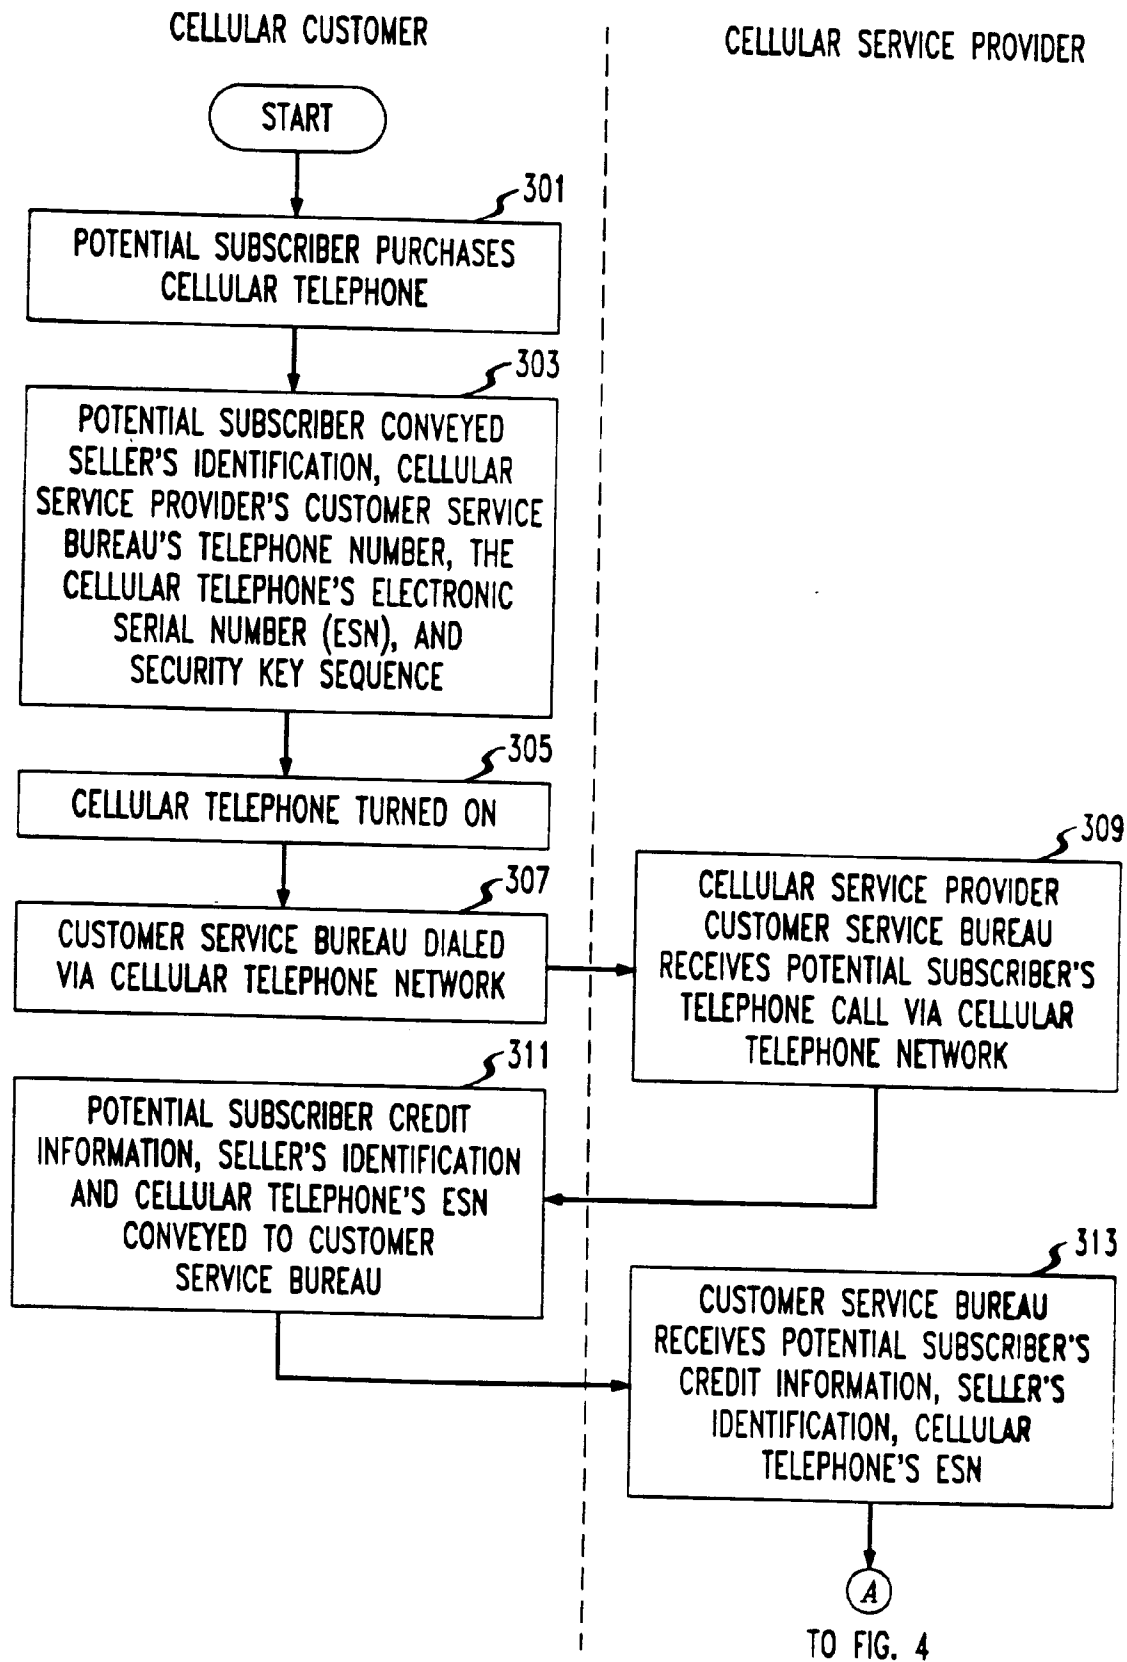 CELLULAR CUSTOMER
CELLULAR SERVICE PROVIDER
START
301
POTENTIAL SUBSCRIBER PURCHASES
CELLULAR TELEPHONE
303
POTENTIAL SUBSCRIBER CONVEYED
SELLER'S IDENTIFICATION, CELLULAR
SERVICE PROVIDER'S CUSTOMER SERVICE
BUREAU'S TELEPHONE NUMBER, THE
CELLULAR TELEPHONE'S ELECTRONIC
SERIAL NUMBER (ESN), AND
SECURITY KEY SEQUENCE
305
CELLULAR TELEPHONE TURNED ON
307
CUSTOMER SERVICE BUREAU DIALED
VIA CELLULAR TELEPHONE NETWORK
309
CELLULAR SERVICE PROVIDER
CUSTOMER SERVICE BUREAU
RECEIVES POTENTIAL SUBSCRIBER'S
TELEPHONE CALL VIA CELLULAR
TELEPHONE NETWORK
311
POTENTIAL SUBSCRIBER CREDIT
INFORMATION, SELLER'S IDENTIFICATION
AND CELLULAR TELEPHONE'S ESN
CONVEYED TO CUSTOMER
SERVICE BUREAU
313
CUSTOMER SERVICE BUREAU
RECEIVES POTENTIAL SUBSCRIBER'S
CREDIT INFORMATION, SELLER'S
IDENTIFICATION, CELLULAR
TELEPHONE'S ESN
A
TO FIG. 4